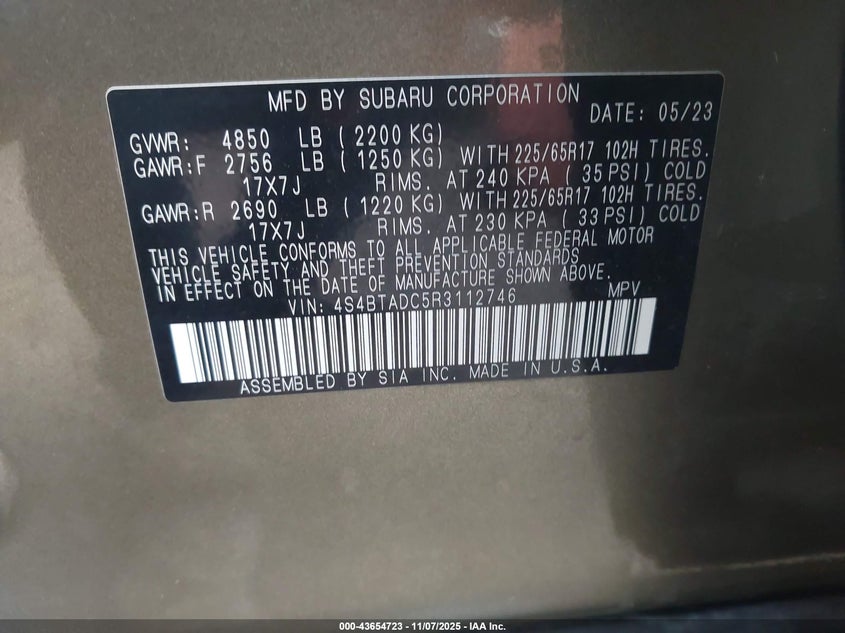 MFD BY SUBARU CORPORATION DATE: 05/23
GVWR: 4850 LB (2200 KG)
GAWR:F 2756 LB (1250 KG) WITH 225/65R17 102H TIRES.
17X7J RIMS. AT 240 KPA (35 PSI) COLD
GAWR:R 2690 LB (1220 KG) WITH 225/65R17 102H TIRES.
17X7J RIMS. AT 230 KPA (33 PSI) COLD
THIS VEHICLE CONFORMS TO ALL APPLICABLE FEDERAL MOTOR
VEHICLE SAFETY AND THEFT PREVENTION STANDARDS
IN EFFECT ON THE DATE OF MANUFACTURE SHOWN ABOVE.
VIN: 4S4BTADC5R3112746 MPV
ASSEMBLED BY SIA INC. MADE IN U.S.A.
000-43654723 - 11/07/2025 - IAA Inc.